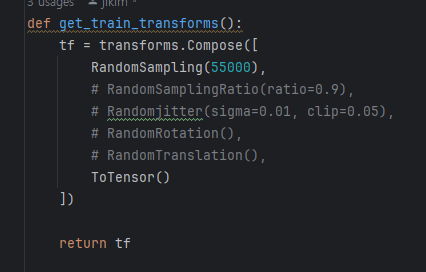 3 usages jikim *
def get_train_transforms():
    tf = transforms.Compose([
        RandomSampling(55000),
        # RandomSamplingRatio(ratio=0.9),
        # Randomjitter(sigma=0.01, clip=0.05),
        # RandomRotation(),
        # RandomTranslation(),
        ToTensor()
    ])
    return tf